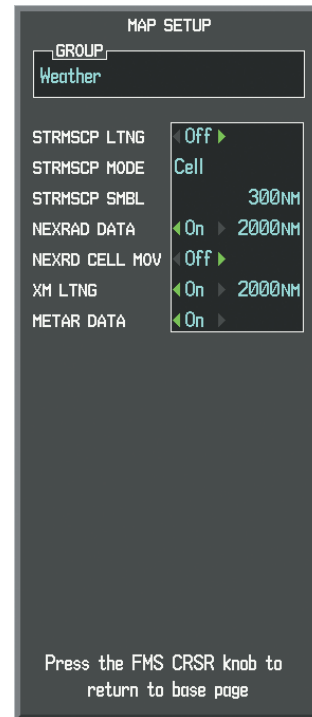 MAP SETUP
GROUP
Weather
STRMSCP LTNG Off
STRMSCP MODE Cell
STRMSCP SMBL 300NM
NEXRAD DATA On 2000NM
NEXRD CELL MOV Off
XM LTNG On 2000NM
METAR DATA On
Press the FMS CRSR knob to
return to base page